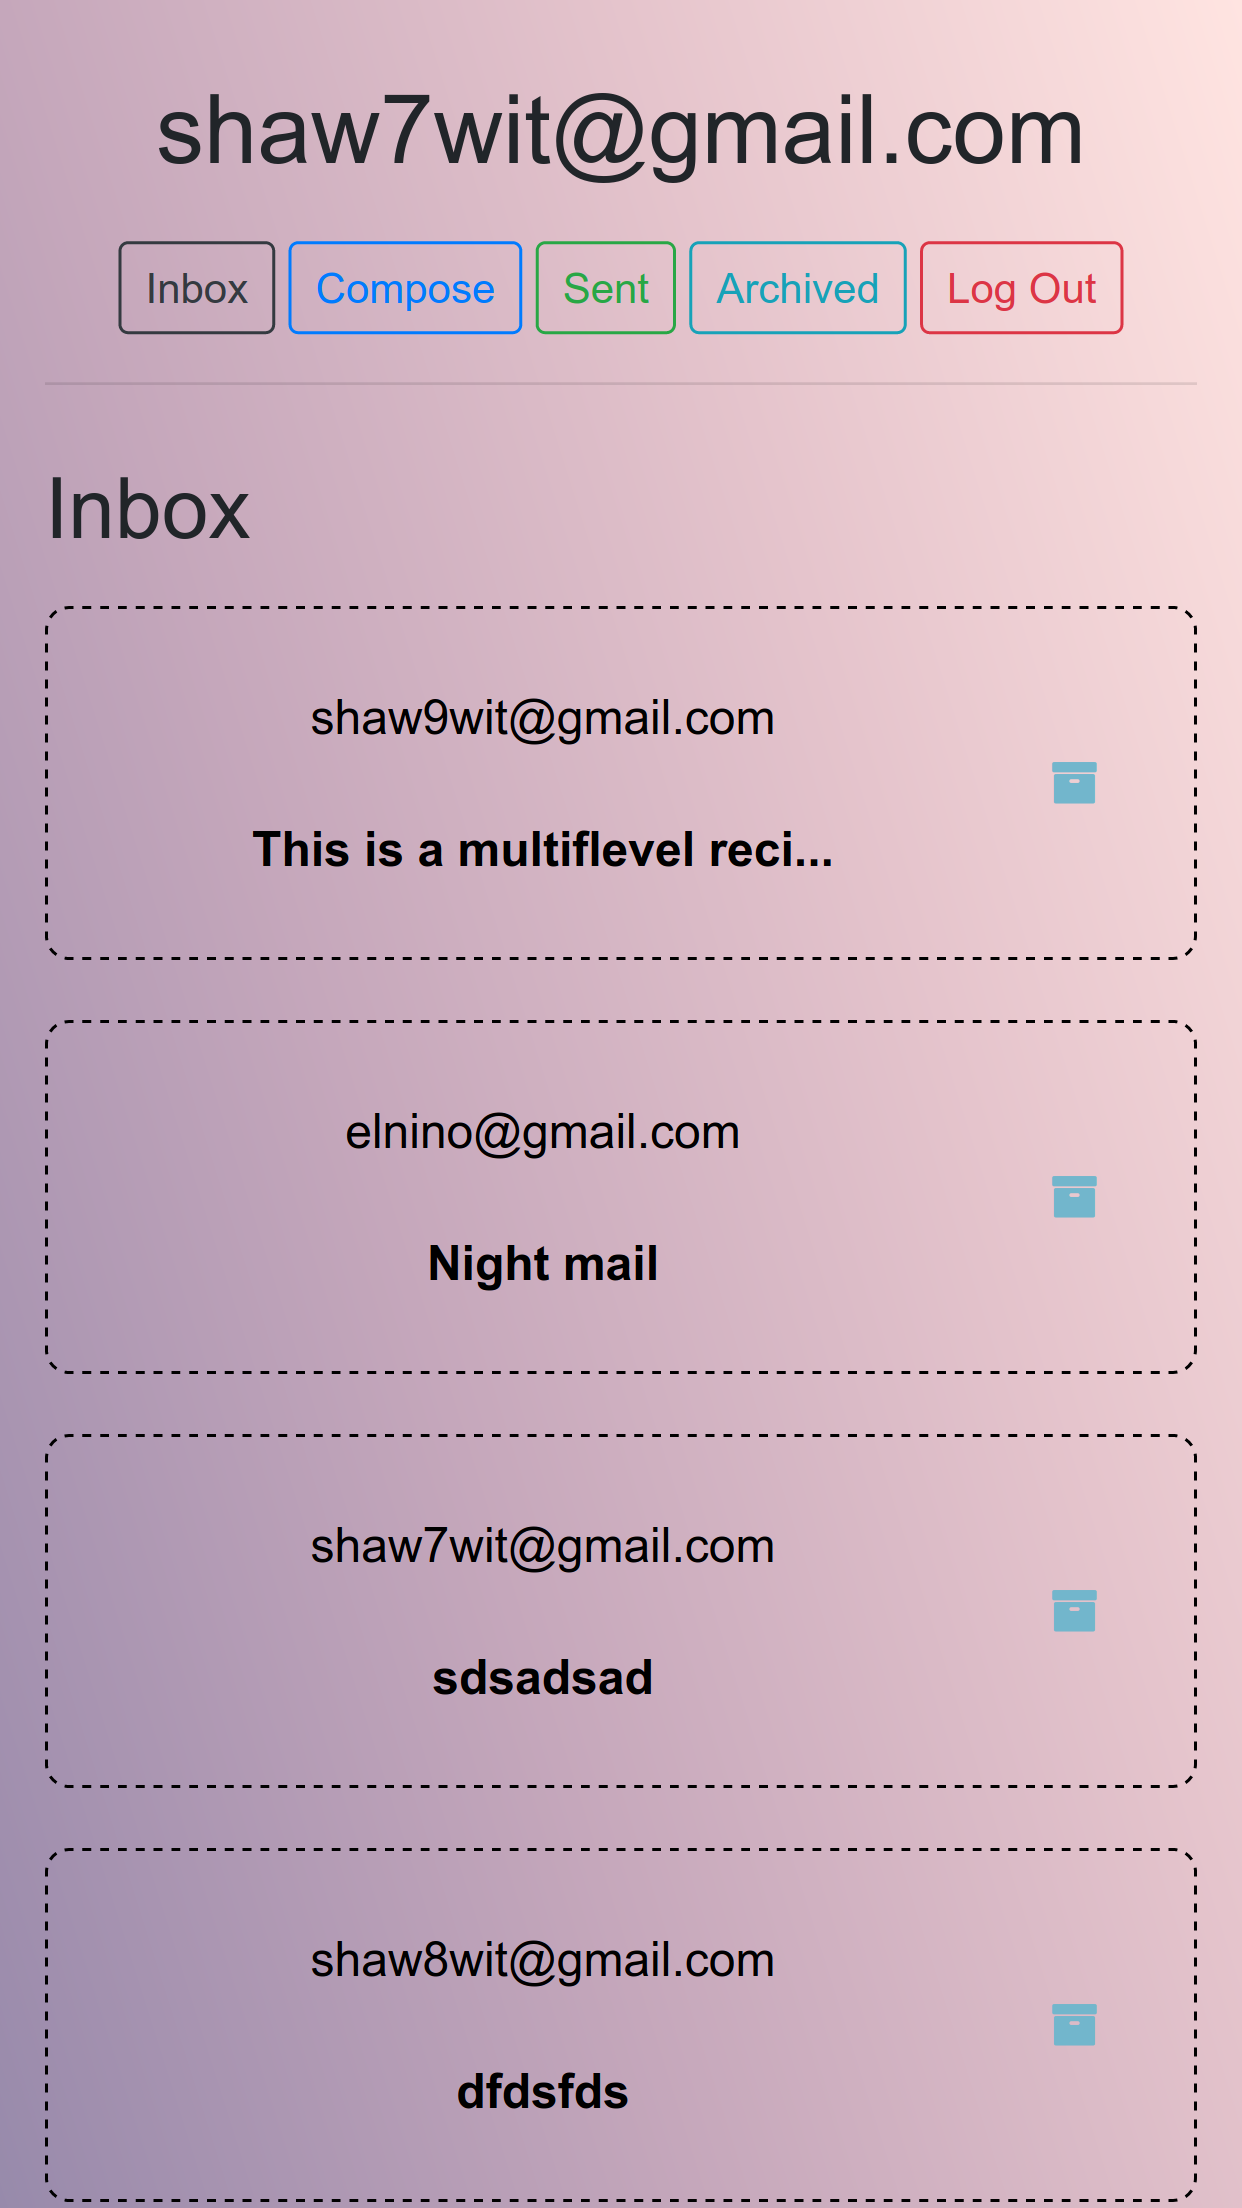 shaw7wit@gmail.com
Inbox Compose Sent Archived Log Out
Inbox
shaw9wit@gmail.com
This is a multiflevel reci...
elnino@gmail.com
Night mail
shaw7wit@gmail.com
sdsadsad
shaw8wit@gmail.com
dfdsfds